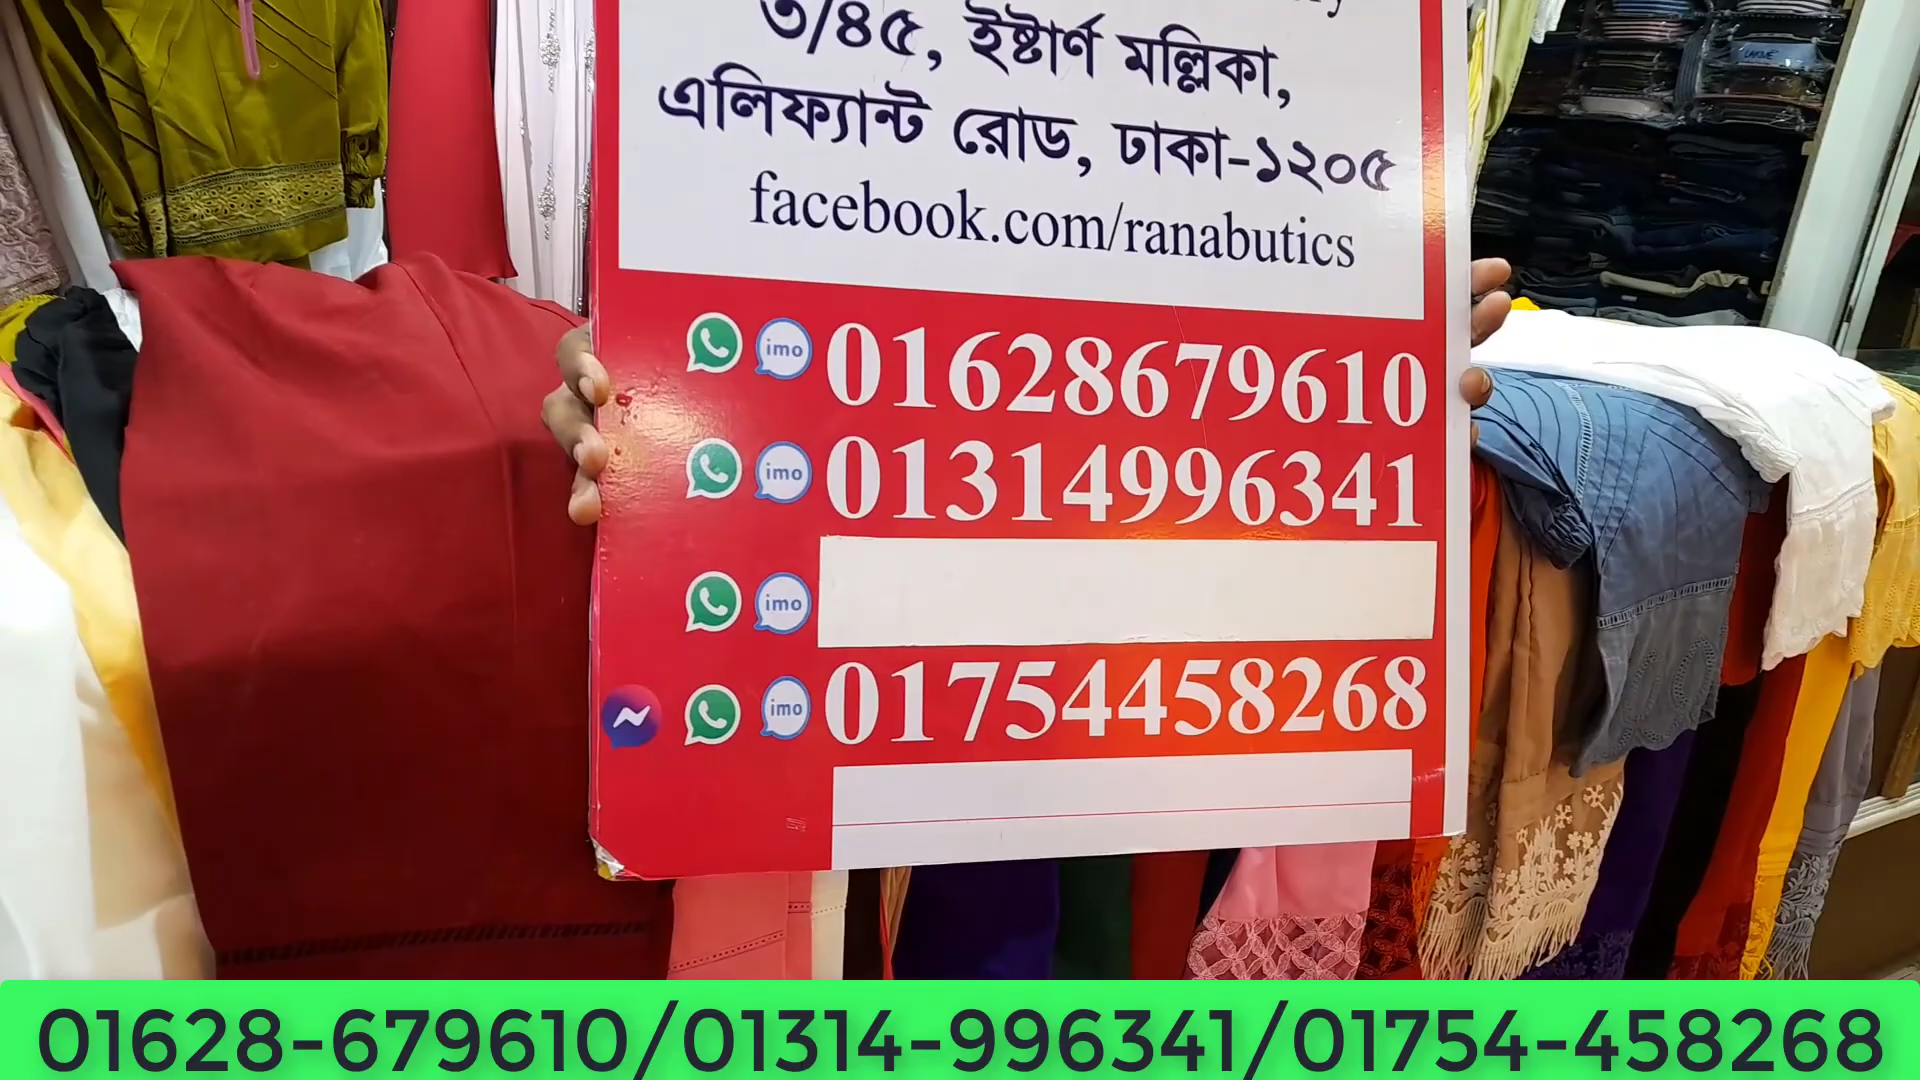 ৩/৪৫, ইষ্টার্ণ মল্লিকা,
এলিফ্যান্ট রোড, ঢাকা-১২০৫
facebook.com/ranabutics
imo 01628679610
imo 01314996341
imo
imo 01754458268
01628-679610/01314-996341/01754-458268